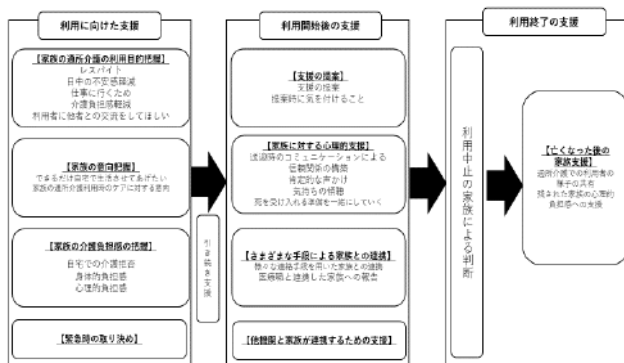 利用に向けた支援
【家族の通所介護の利用目的把握】
レスパイト
日中の不安感軽減
仕事に行くため
介護負担感軽減
利用者に他者との交流をしてほしい
【家族の意向把握】
できるだけ自宅で生活させてあげたい
家族の通所介護利用時のケアに対する意向
【家族の介護負担感の把握】
自宅での介護拒否
身体的負担感
心理的負担感
【緊急時の取り決め】
引き続き支援
利用開始後の支援
【支援の提案】
支援の提案
提案時に気を付けること
【家族に対する心理的支援】
送迎時のコミュニケーションによる
信頼関係の構築
肯定的な声かけ
気持ちの傾聴
死を受け入れる準備を一緒にしていく
【さまざまな手段による家族との連携】
様々な連絡手段を用いた家族との連携
医療職と連携した家族への報告
【他機関と家族が連携するための支援】
利用終了の支援
利用中止の家族による判断
【亡くなった後の
家族支援】
通所介護での利用者の
様子の共有
残された家族の心理的
負担感への支援